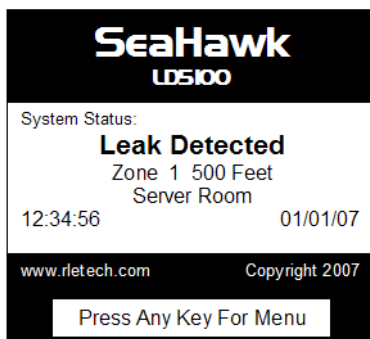 SeaHawk
LD5100
System Status:
Leak Detected
Zone 1 500 Feet
Server Room
12:34:56 01/01/07
www.rletech.com Copyright 2007
Press Any Key For Menu